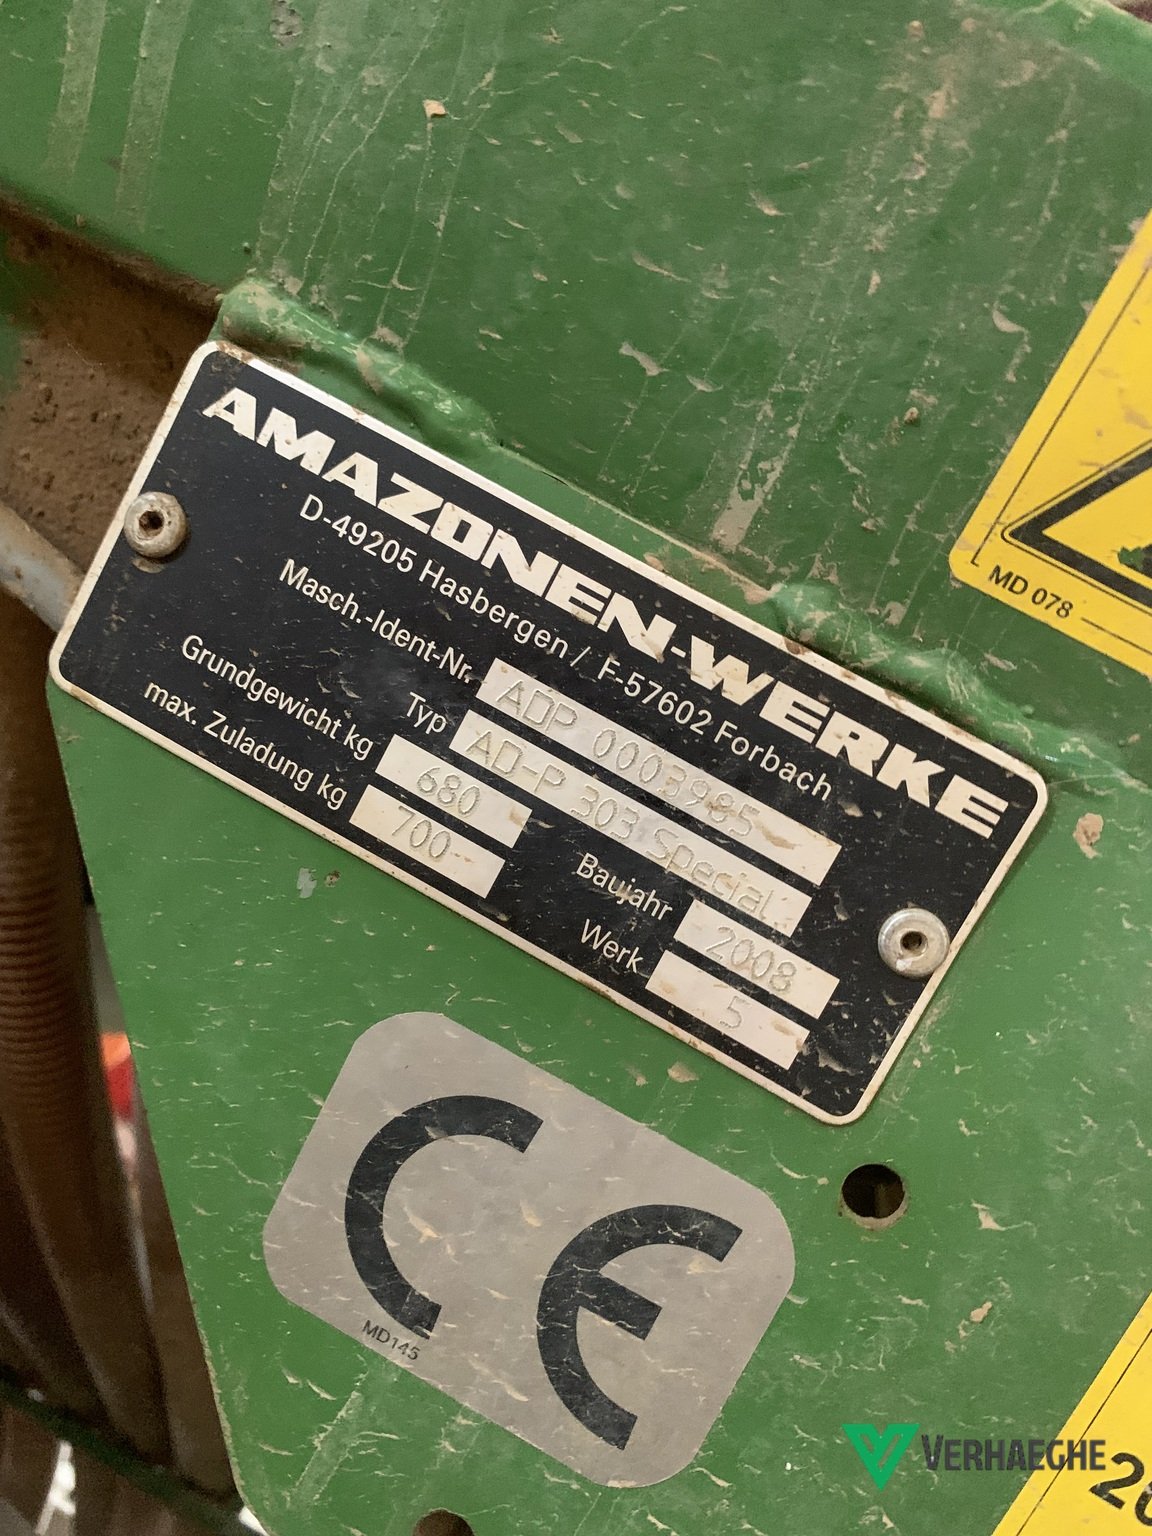 AMAZONEN-WERKE
D-49205 Hasbergen / F-57602 Forbach
Masch.-Ident-Nr. ADP 0003985
Typ AD-P 303 Special
Grundgewicht kg 680
max. Zuladung kg 700
Baujahr 2008
Werk 5
MD 078
CE
MD145
VERHAEGHE